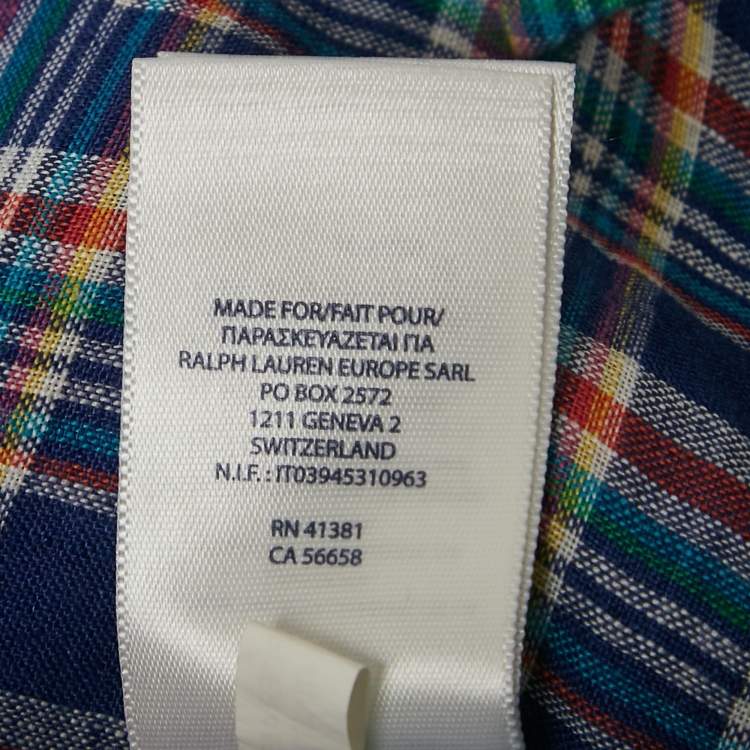 MADE FOR/FAIT POUR/
ΠΑΡΑΣΚΕΥΑΖΕΤΑΙ ΓΙΑ
RALPH LAUREN EUROPE SARL
PO BOX 2572
1211 GENEVA 2
SWITZERLAND
N.I.F. : IT03945310963
RN 41381
CA 56658